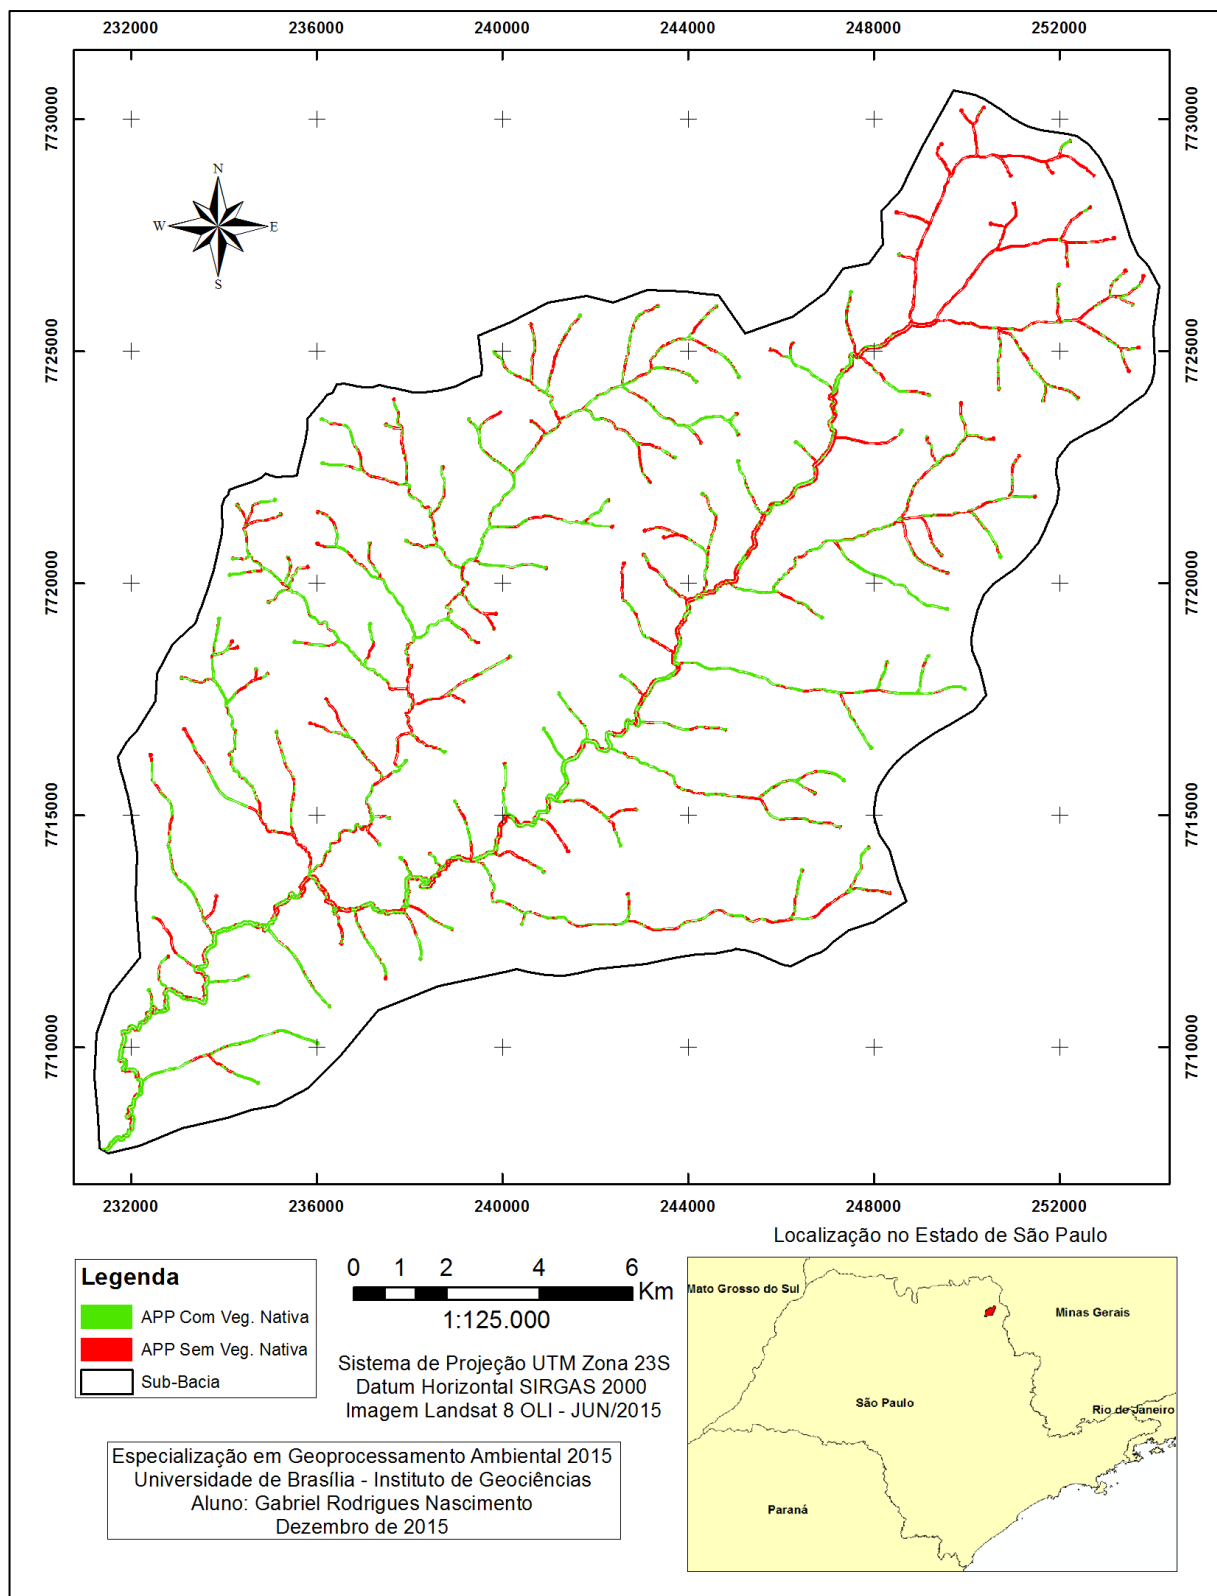 232000 236000 240000 244000 248000 252000
7730000 7730000
N
W E
S
7725000 7725000
7720000 7720000
7715000 7715000
7710000 7710000
232000 236000 240000 244000 248000 252000
Localização no Estado de São Paulo
Legenda
APP Com Veg. Nativa
APP Sem Veg. Nativa
Sub-Bacia
0 1 2 4 6
Km
1:125.000
Sistema de Projeção UTM Zona 23S
Datum Horizontal SIRGAS 2000
Imagem Landsat 8 OLI - JUN/2015
Especialização em Geoprocessamento Ambiental 2015
Universidade de Brasília - Instituto de Geociências
Aluno: Gabriel Rodrigues Nascimento
Dezembro de 2015
Mato Grosso do Sul
Minas Gerais
São Paulo
Rio de Janeiro
Paraná